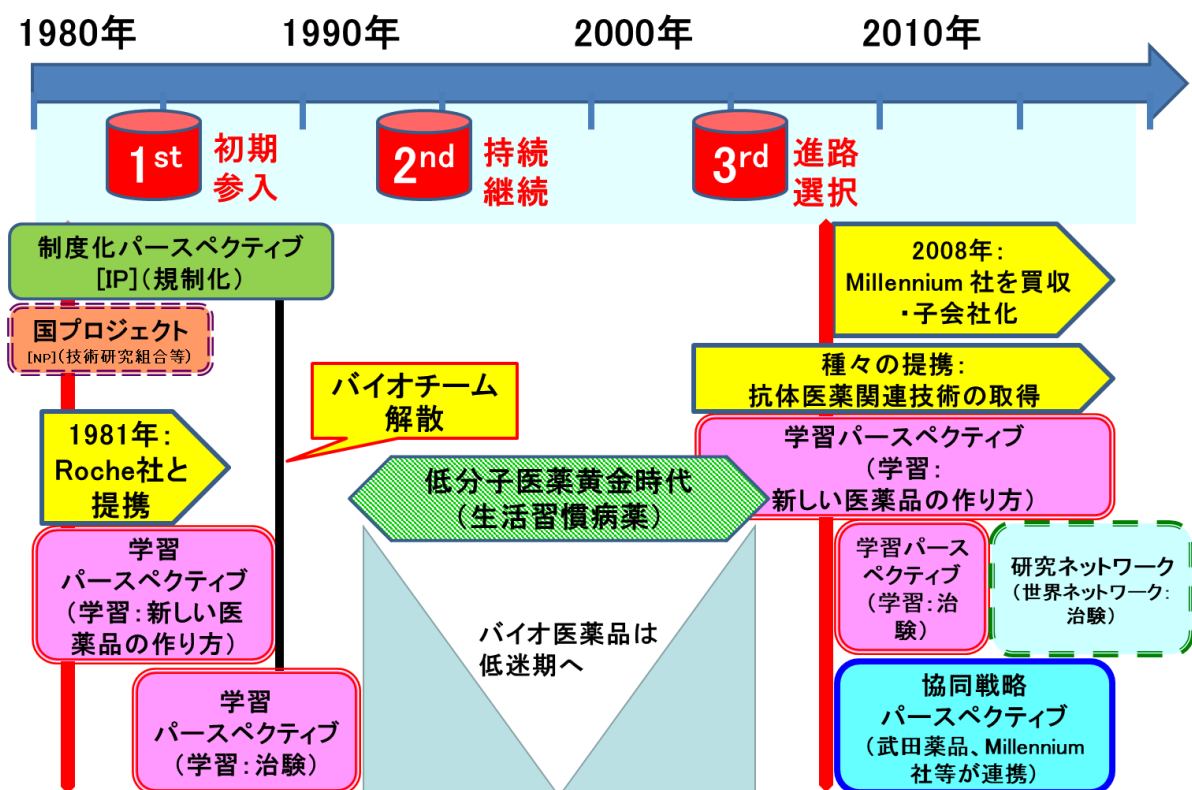 1980年
1990年
2000年
2010年
1st
初期
参入
2nd
持続
継続
3rd
進路
選択
制度化パースペクティブ
[IP](規制化)
国プロジェクト
[NP](技術研究組合等)
1981年:
Roche社と
提携
学習
パースペクティブ
(学習:新しい医
薬品の作り方)
学習
パースペクティブ
(学習:治験)
バイオチーム
解散
低分子医薬黄金時代
(生活習慣病薬)
バイオ医薬品は
低迷期へ
2008年:
Millennium 社を買収
・子会社化
種々の提携:
抗体医薬関連技術の取得
学習パースペクティブ
(学習:
新しい医薬品の作り方)
学習パース
ペクティブ
(学習:治
験)
研究ネットワーク
(世界ネットワーク:
治験)
協同戦略
パースペクティブ
(武田薬品、Millennium
社等が連携)